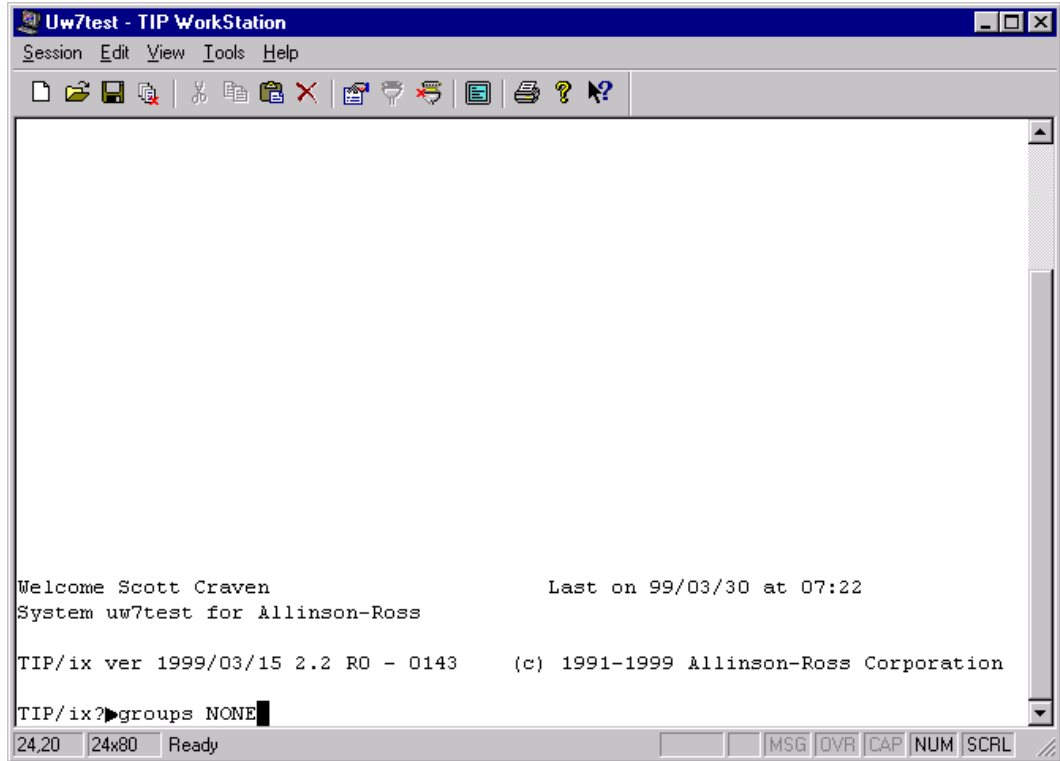 Uw7test - TIP WorkStation
Session Edit View Tools Help
Welcome Scott Craven Last on 99/03/30 at 07:22
System uw7test for Allinson-Ross
TIP/ix ver 1999/03/15 2.2 R0 - 0143 (c) 1991-1999 Allinson-Ross Corporation
TIP/ix?▶groups NONE
24,20 24x80 Ready MSG OVR CAP NUM SCRL